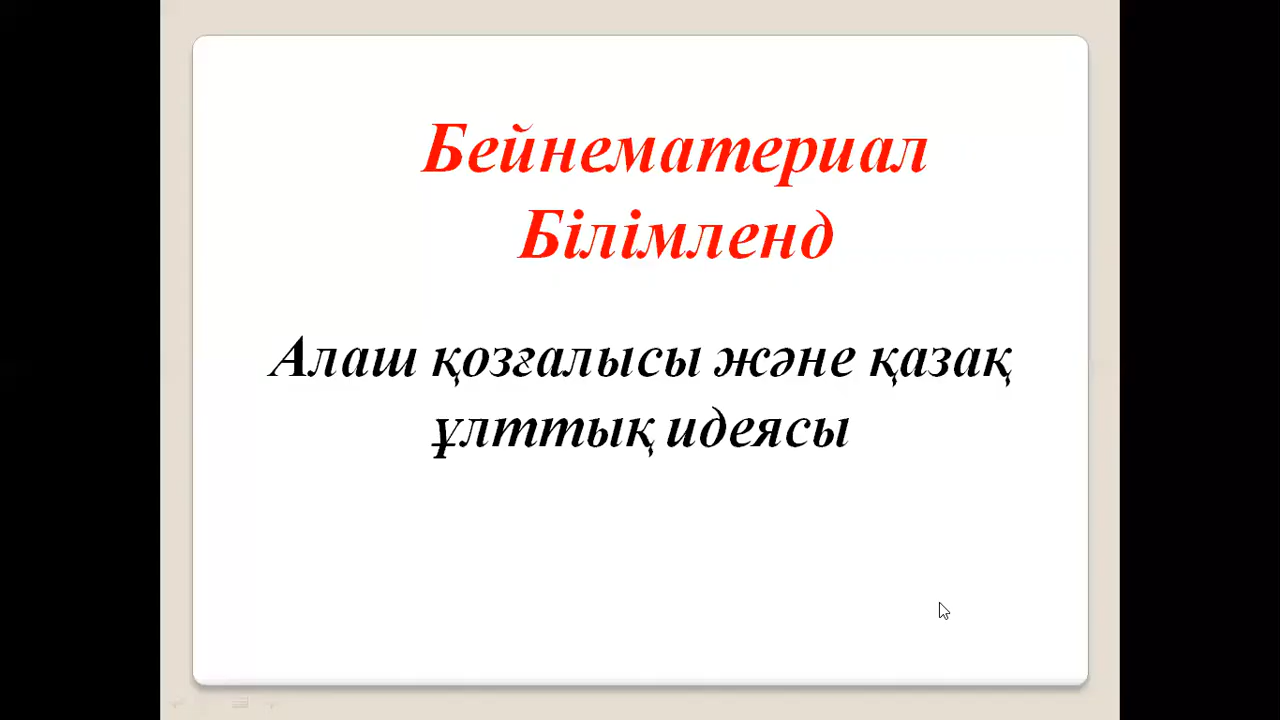 Бейнематериал
Білімленд
Алаш қозғалысы және қазақ
ұлттық идеясы